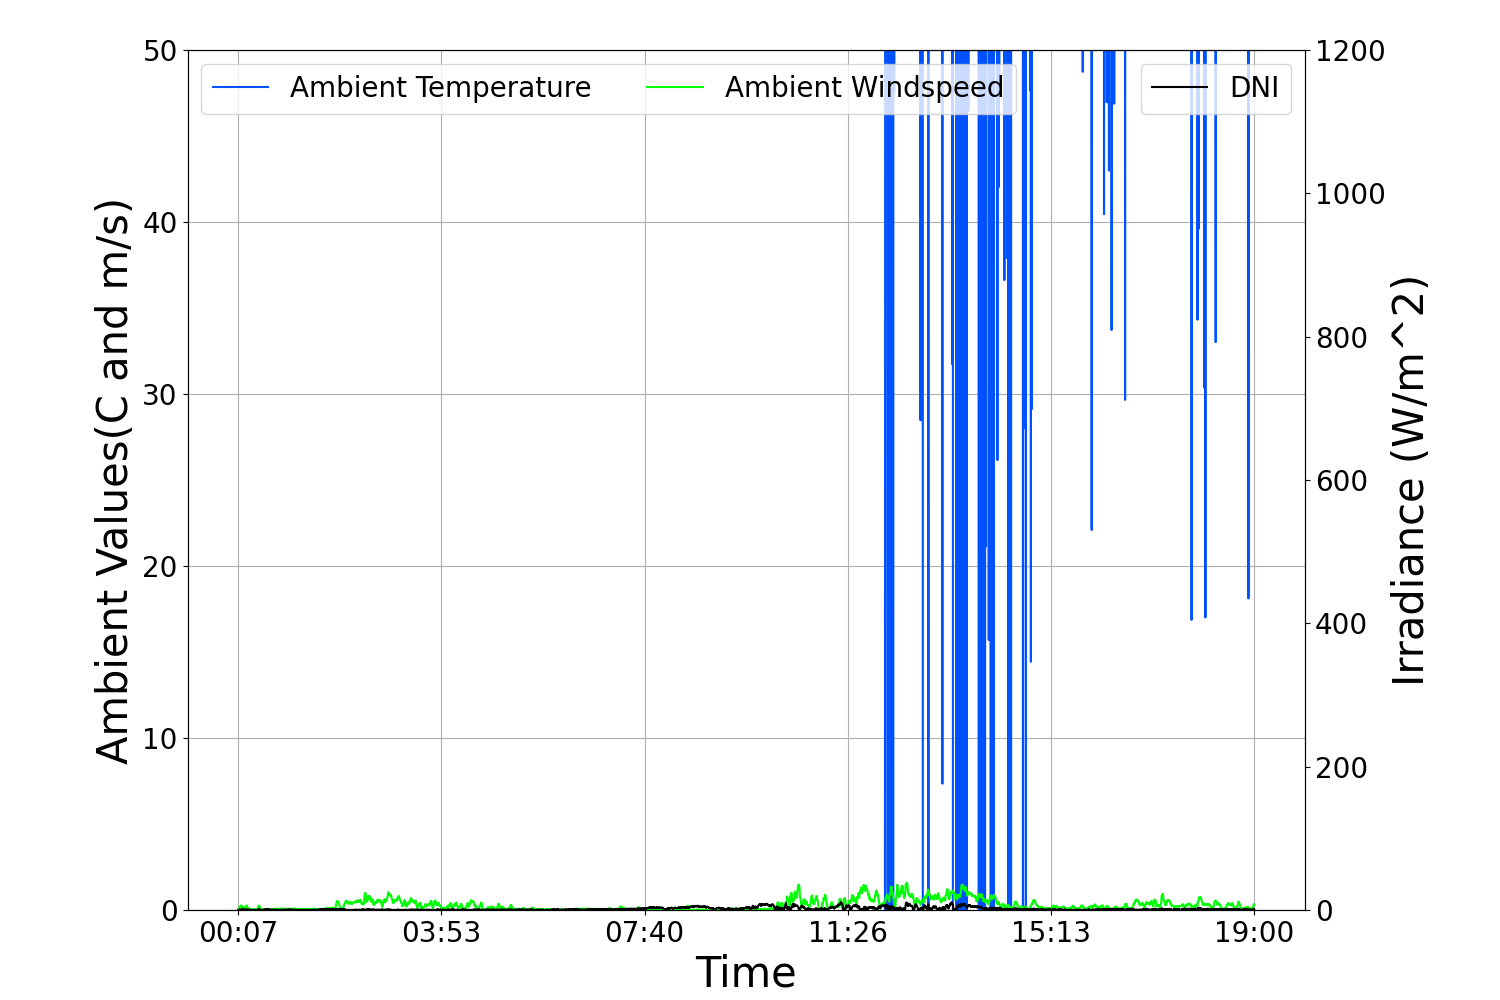 Ambient Temperature Ambient Windspeed DNI
Ambient Values(C and m/s)
50
40
30
20
10
0
1200
1000
800
600
400
200
0
Irradiance (W/m^2)
00:07 03:53 07:40 11:26 15:13 19:00
Time